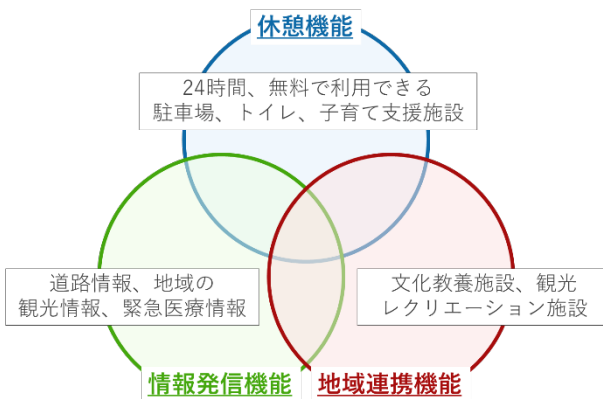 休憩機能
24時間、無料で利用できる
駐車場、トイレ、子育て支援施設
道路情報、地域の
観光情報、緊急医療情報
文化教養施設、観光
レクリエーション施設
情報発信機能
地域連携機能